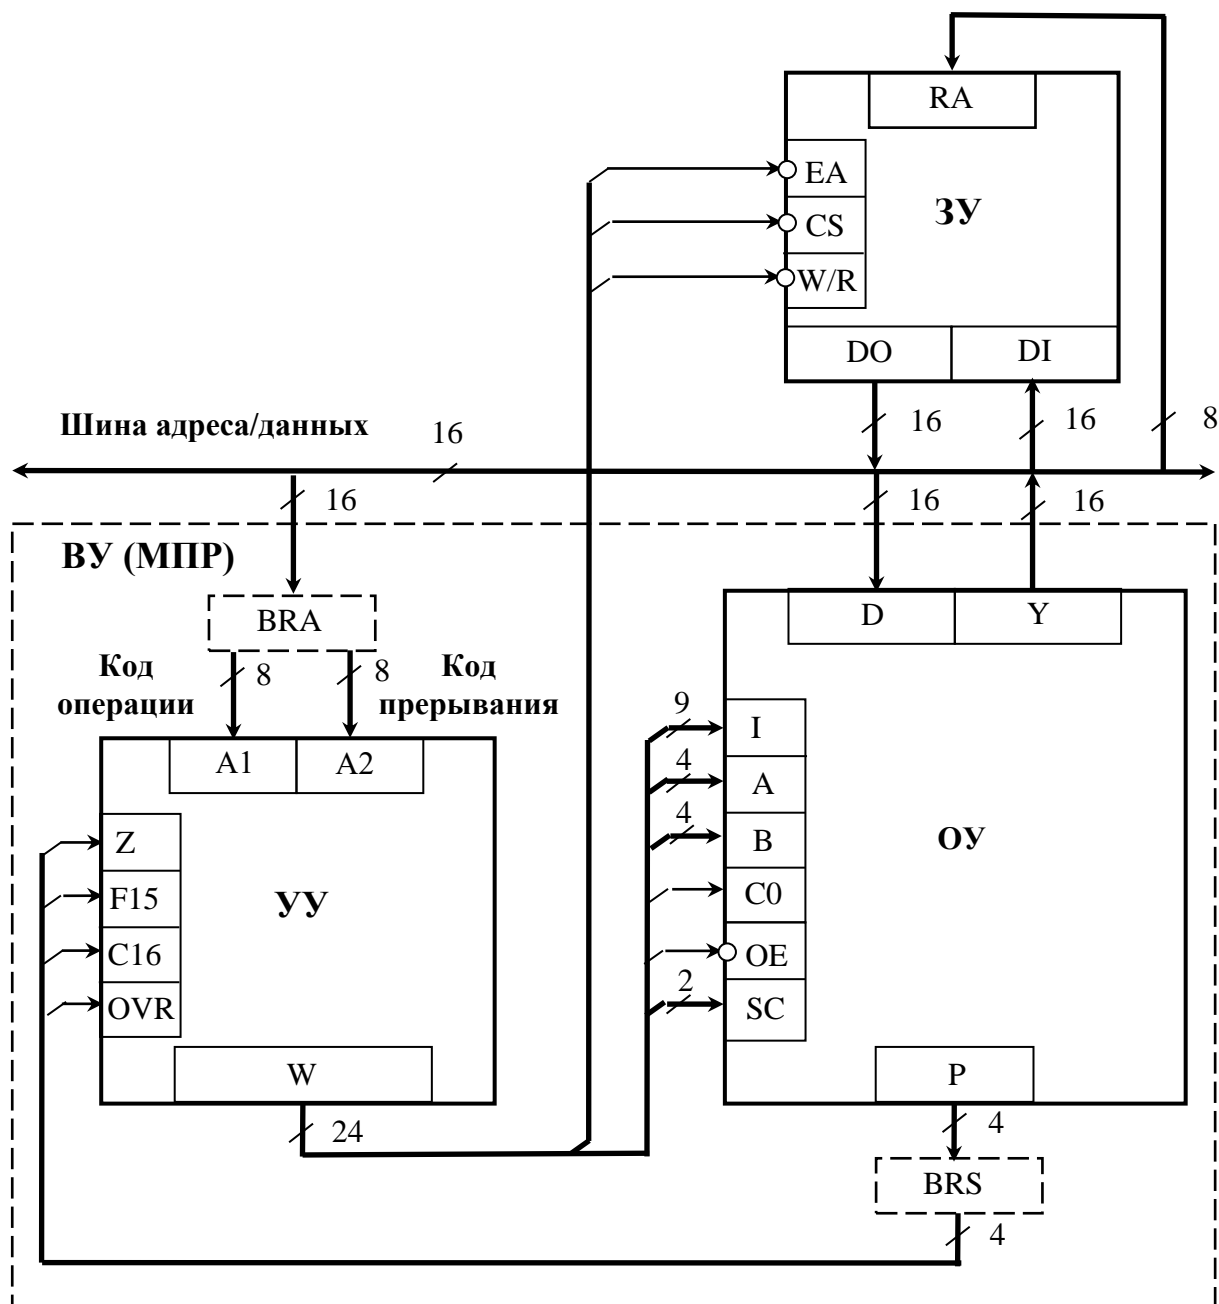 RA
EA
ЗУ
CS
W/R
DO
DI
Шина адреса/данных
16
16
16
8
16
16
16
ВУ (МПР)
BRA
D
Y
Код
операции
8
8
Код
прерывания
9
I
A1
A2
4
A
4
B
Z
ОУ
УУ
F15
C0
C16
OE
2
OVR
SC
W
P
24
4
BRS
4